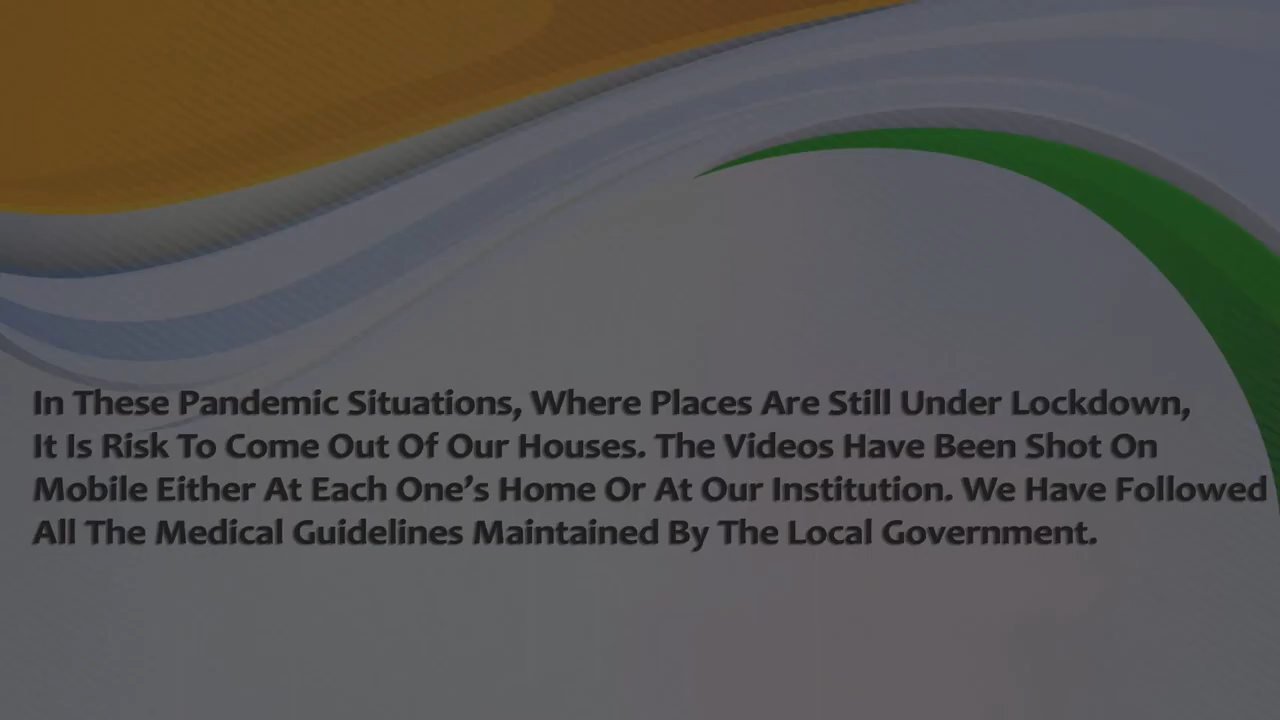 In These Pandemic Situations, Where Places Are Still Under Lockdown,
It Is Risk To Come Out Of Our Houses. The Videos Have Been Shot On
Mobile Either At Each One’s Home Or At Our Institution. We Have Followed
All The Medical Guidelines Maintained By The Local Government.